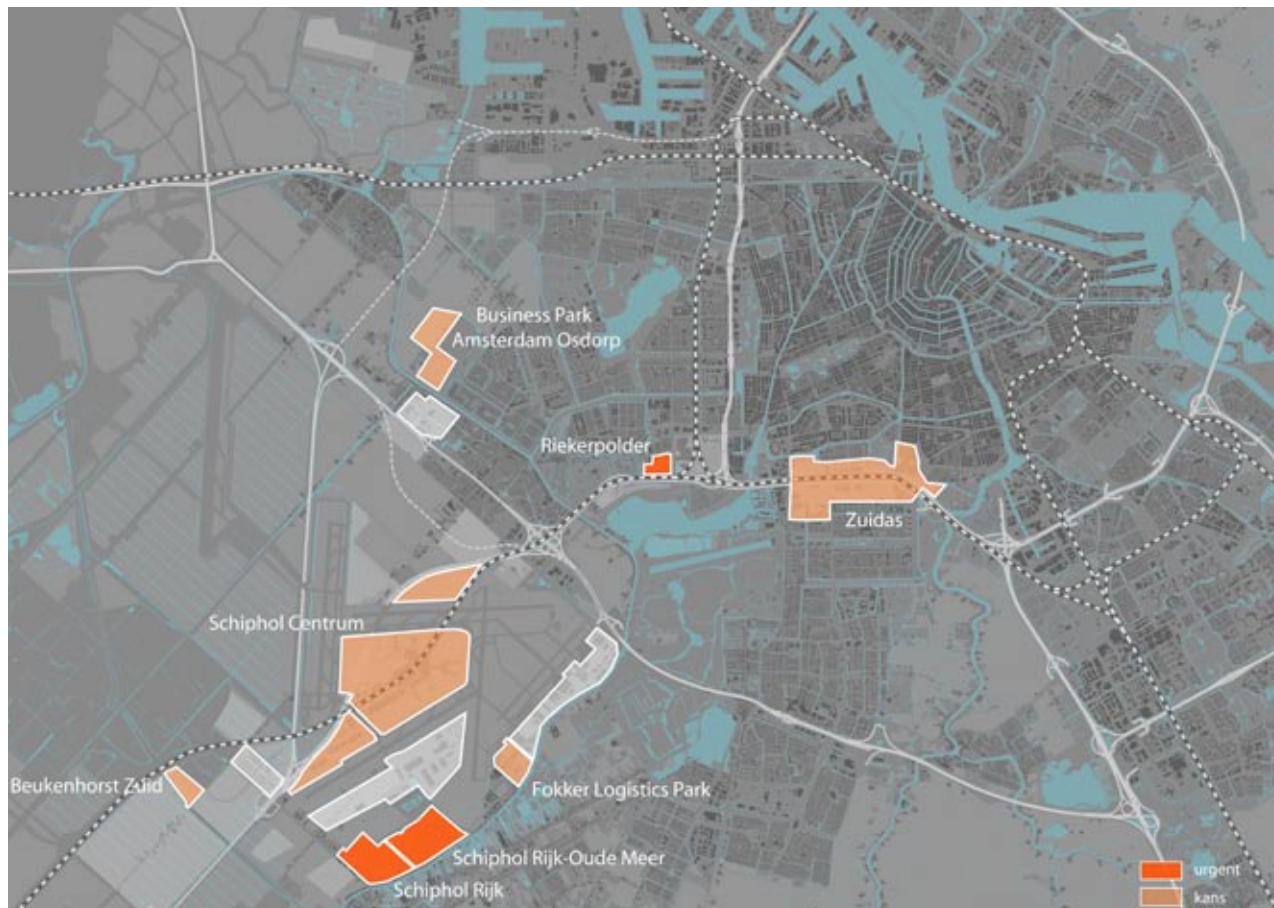 Business Park
Amsterdam Osdorp
Riekerpolder
Zuidas
Schiphol Centrum
Beukenhorst Zuid
Fokker Logistics Park
Schiphol Rijk-Oude Meer
Schiphol Rijk
urgent
kans